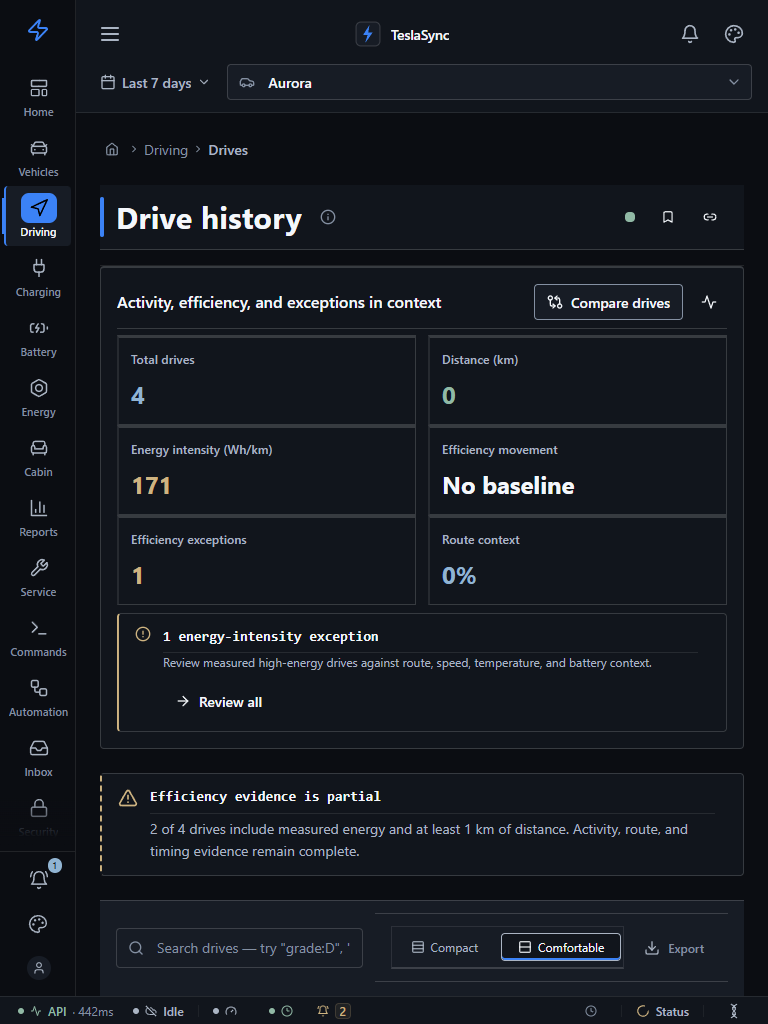 TeslaSync
Last 7 days
Aurora
Home
Vehicles
Driving
Charging
Battery
Energy
Cabin
Reports
Service
Commands
Automation
Inbox
Security
1
Driving
Drives
Drive history
Activity, efficiency, and exceptions in context
Compare drives
Total drives
4
Distance (km)
0
Energy intensity (Wh/km)
171
Efficiency movement
No baseline
Efficiency exceptions
1
Route context
0%
1 energy-intensity exception
Review measured high-energy drives against route, speed, temperature, and battery context.
Review all
Efficiency evidence is partial
2 of 4 drives include measured energy and at least 1 km of distance. Activity, route, and
timing evidence remain complete.
Search drives — try "grade:D", '
Compact
Comfortable
Export
API · 442ms
Idle
2
Status